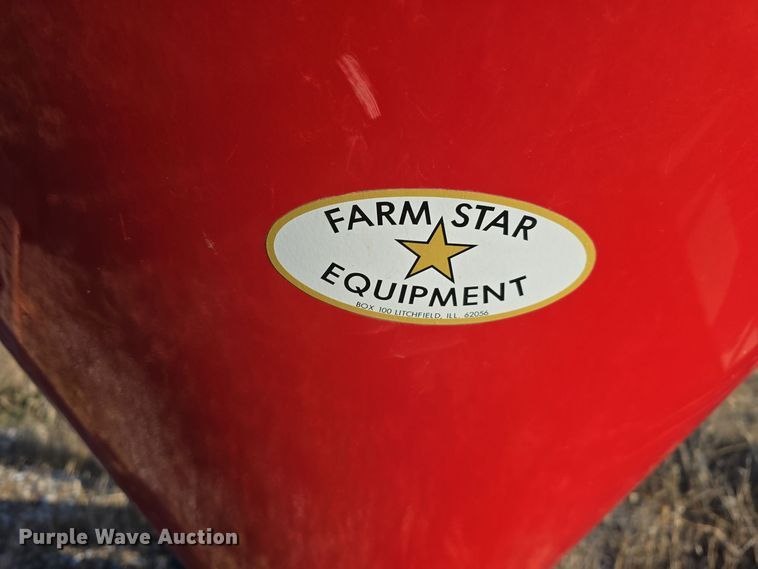 FARM STAR
EQUIPMENT
BOX 100 LITCHFIELD, ILL. 62056
Purple Wave Auction